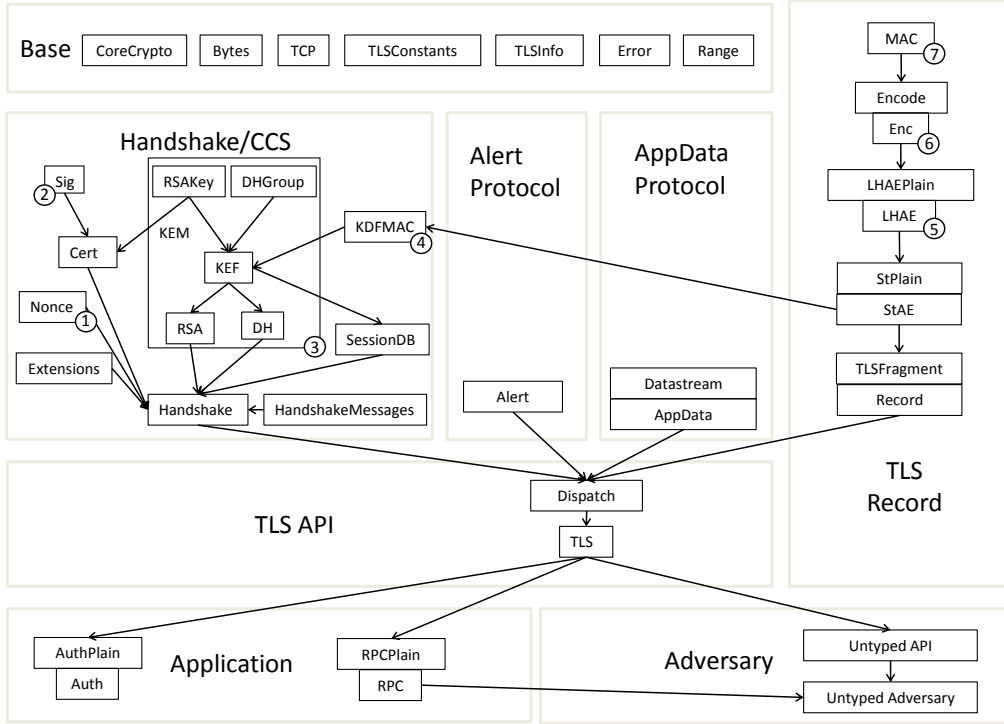 Base
CoreCrypto
Bytes
TCP
TLSConstants
TLSInfo
Error
Range
MAC
7
Encode
Enc
6
LHAEPlain
LHAE
5
StPlain
StAE
TLSFragment
Record
TLS
Record
Handshake/CCS
Sig
2
RSAKey
DHGroup
KEM
KDFMAC
4
Cert
KEF
Nonce
1
RSA
DH
3
SessionDB
Extensions
Handshake
HandshakeMessages
Alert
Protocol
Alert
AppData
Protocol
Datastream
AppData
TLS API
Dispatch
TLS
AuthPlain
Auth
Application
RPCPlain
RPC
Adversary
Untyped API
Untyped Adversary